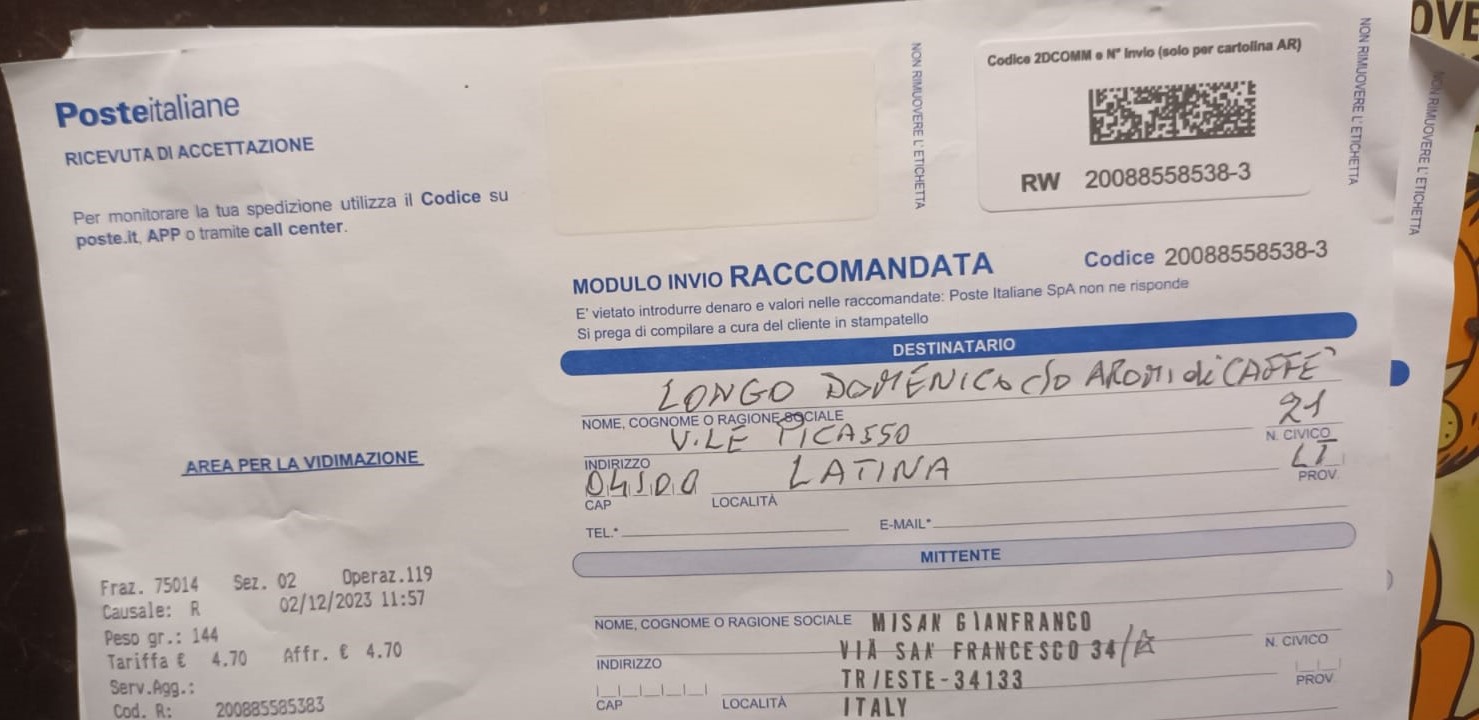 Posteitaliane
RICEVUTA DI ACCETTAZIONE
Per monitorare la tua spedizione utilizza il Codice su
poste.it, APP o tramite call center.
AREA PER LA VIDIMAZIONE
Fraz. 75014 Sez. 02 Operaz.119
Causale: R 02/12/2023 11:57
Peso gr.: 144
Tariffa € 4.70 Affr. € 4.70
Serv.Agg.:
Cod. R: 200885585383
NON RIMUOVERE L'ETICHETTA
Codice 2DCOMM e N° Invio (solo per cartolina AR)
RW 20088558538-3
NON RIMUOVERE L'ETICHETTA
NON RIMUOVERE L'ETICHETTA
OVE
MODULO INVIO RACCOMANDATA Codice 20088558538-3
E' vietato introdurre denaro e valori nelle raccomandate: Poste Italiane SpA non ne risponde
Si prega di compilare a cura del cliente in stampatello
DESTINATARIO
LONGO DOMENICA c/o AROMI di CAFFE'
NOME, COGNOME O RAGIONE SOCIALE
V.LE PICASSO 21
INDIRIZZO N. CIVICO
04100 LATINA LT
CAP LOCALITÀ PROV.
TEL.* E-MAIL*
MITTENTE
NOME, COGNOME O RAGIONE SOCIALE MISAN GIANFRANCO
VIA SAN FRANCESCO 34/A
INDIRIZZO N. CIVICO
TRIESTE-34133
CAP LOCALITÀ ITALY PROV.